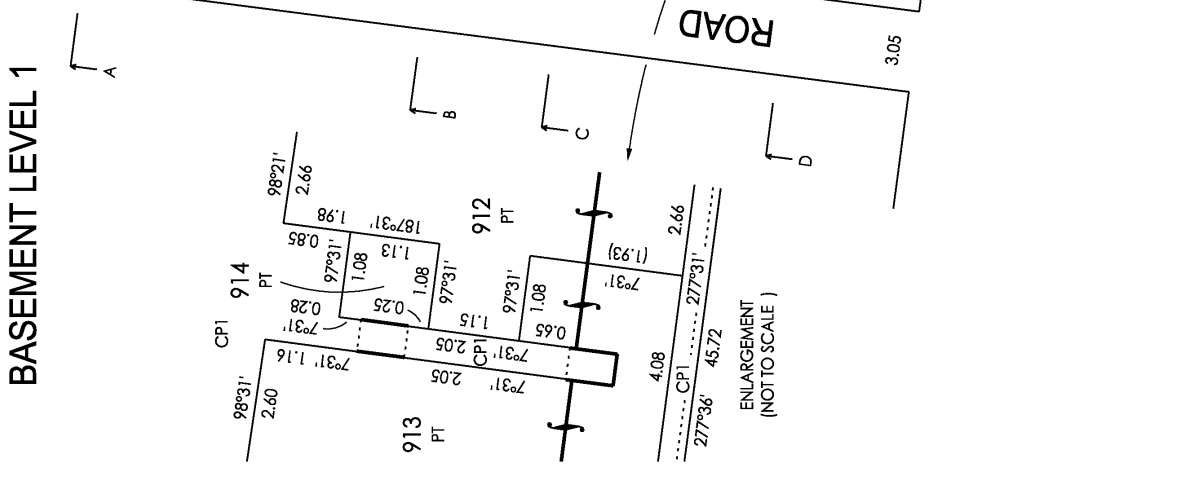 BASEMENT LEVEL 1
A
B
C
D
ROAD
3.05
98°21'
2.66
1.98
187°31'
0.85
97°31'
1.08
1.13
1.08
97°31'
914
PT
912
PT
0.28
7°31'
0.25
CP1
1.16
7°31'
1.15
2.05
CP1
7°31'
2.05
7°31'
98°31'
2.60
913
PT
97°31'
1.08
0.65
(1.93)
7°31'
2.66
277°31'
4.08
CP1
45.72
277°36'
ENLARGEMENT
(NOT TO SCALE )